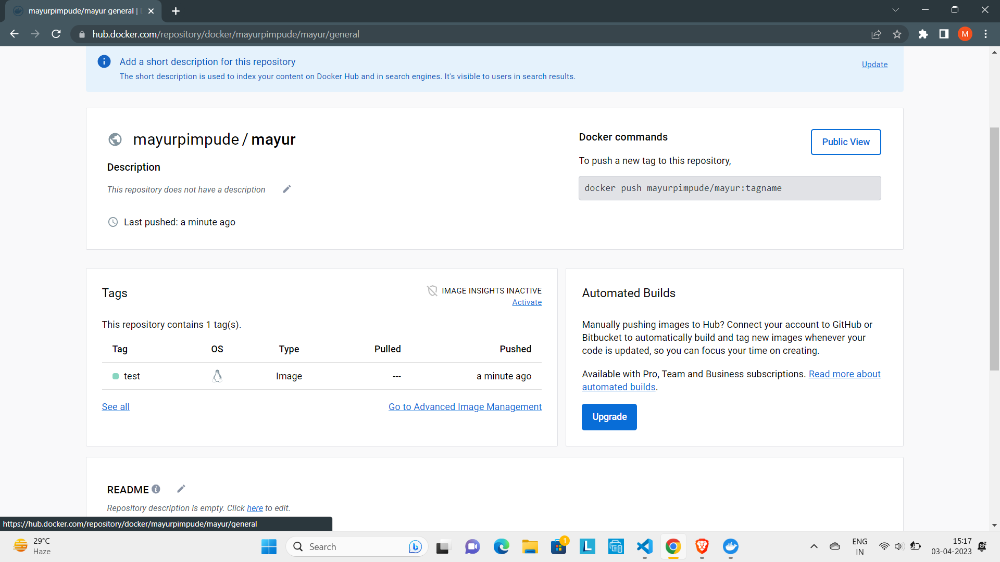 mayurpimpude/mayur general |
hub.docker.com/repository/docker/mayurpimpude/mayur/general
M
Add a short description for this repository
Update
The short description is used to index your content on Docker Hub and in search engines. It's visible to users in search results.
mayurpimpude / mayur
Docker commands
Public View
To push a new tag to this repository,
Description
This repository does not have a description
docker push mayurpimpude/mayur:tagname
Last pushed: a minute ago
Tags
IMAGE INSIGHTS INACTIVE
Activate
This repository contains 1 tag(s).
Tag OS Type Pulled Pushed
test Image --- a minute ago
See all
Go to Advanced Image Management
Automated Builds
Manually pushing images to Hub? Connect your account to GitHub or
Bitbucket to automatically build and tag new images whenever your
code is updated, so you can focus your time on creating.
Available with Pro, Team and Business subscriptions. Read more about
automated builds.
Upgrade
README
Repository description is empty. Click here to edit.
https://hub.docker.com/repository/docker/mayurpimpude/mayur/general
29°C
Haze
Search
1
L
ENG
IN
15:17
03-04-2023